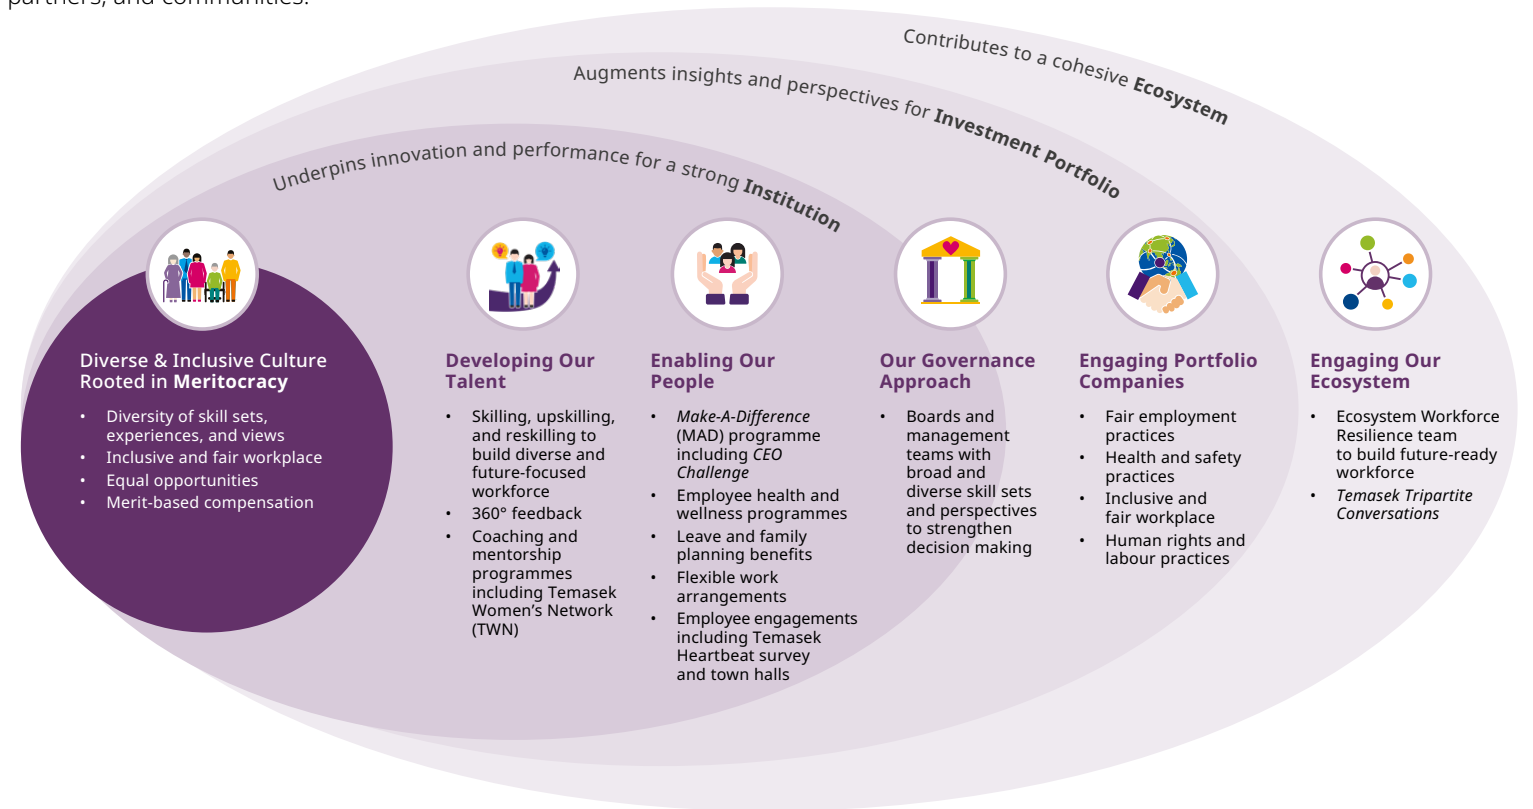 partners, and communities.
Contributes to a cohesive Ecosystem
Augments insights and perspectives for Investment Portfolio
Underpins innovation and performance for a strong Institution
Diverse & Inclusive Culture
Rooted in Meritocracy
• Diversity of skill sets,
experiences, and views
• Inclusive and fair workplace
• Equal opportunities
• Merit-based compensation
Developing Our
Talent
• Skilling, upskilling,
and reskilling to
build diverse and
future-focused
workforce
• 360° feedback
• Coaching and
mentorship
programmes
including Temasek
Women’s Network
(TWN)
Enabling Our
People
• Make-A-Difference
(MAD) programme
including CEO
Challenge
• Employee health and
wellness programmes
• Leave and family
planning benefits
• Flexible work
arrangements
• Employee engagements
including Temasek
Heartbeat survey
and town halls
Our Governance
Approach
• Boards and
management
teams with
broad and
diverse skill sets
and perspectives
to strengthen
decision making
Engaging Portfolio
Companies
• Fair employment
practices
• Health and safety
practices
• Inclusive and
fair workplace
• Human rights and
labour practices
Engaging Our
Ecosystem
• Ecosystem Workforce
Resilience team
to build future-ready
workforce
• Temasek Tripartite
Conversations